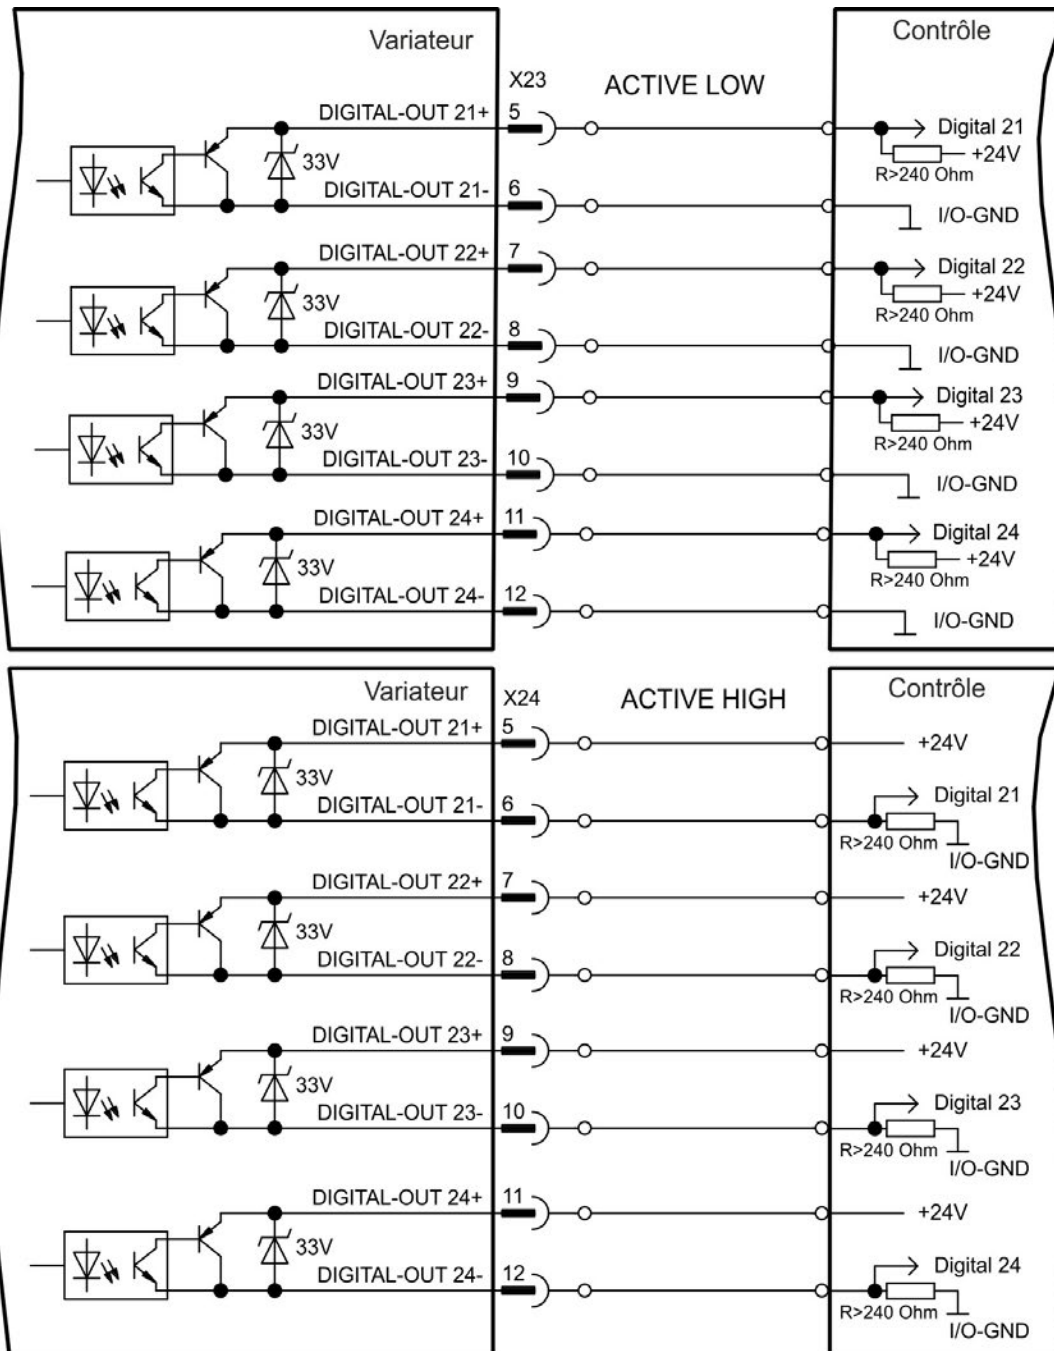 Variateur
Contrôle
X23
ACTIVE LOW
DIGITAL-OUT 21+
5
Digital 21
33V
+24V
R>240 Ohm
DIGITAL-OUT 21-
6
I/O-GND
DIGITAL-OUT 22+
7
Digital 22
33V
+24V
R>240 Ohm
DIGITAL-OUT 22-
8
I/O-GND
DIGITAL-OUT 23+
9
Digital 23
33V
+24V
R>240 Ohm
DIGITAL-OUT 23-
10
I/O-GND
DIGITAL-OUT 24+
11
Digital 24
33V
+24V
R>240 Ohm
DIGITAL-OUT 24-
12
I/O-GND
Variateur
Contrôle
X24
ACTIVE HIGH
DIGITAL-OUT 21+
5
+24V
33V
DIGITAL-OUT 21-
6
Digital 21
R>240 Ohm
I/O-GND
DIGITAL-OUT 22+
7
+24V
33V
DIGITAL-OUT 22-
8
Digital 22
R>240 Ohm
I/O-GND
DIGITAL-OUT 23+
9
+24V
33V
DIGITAL-OUT 23-
10
Digital 23
R>240 Ohm
I/O-GND
DIGITAL-OUT 24+
11
+24V
33V
DIGITAL-OUT 24-
12
Digital 24
R>240 Ohm
I/O-GND